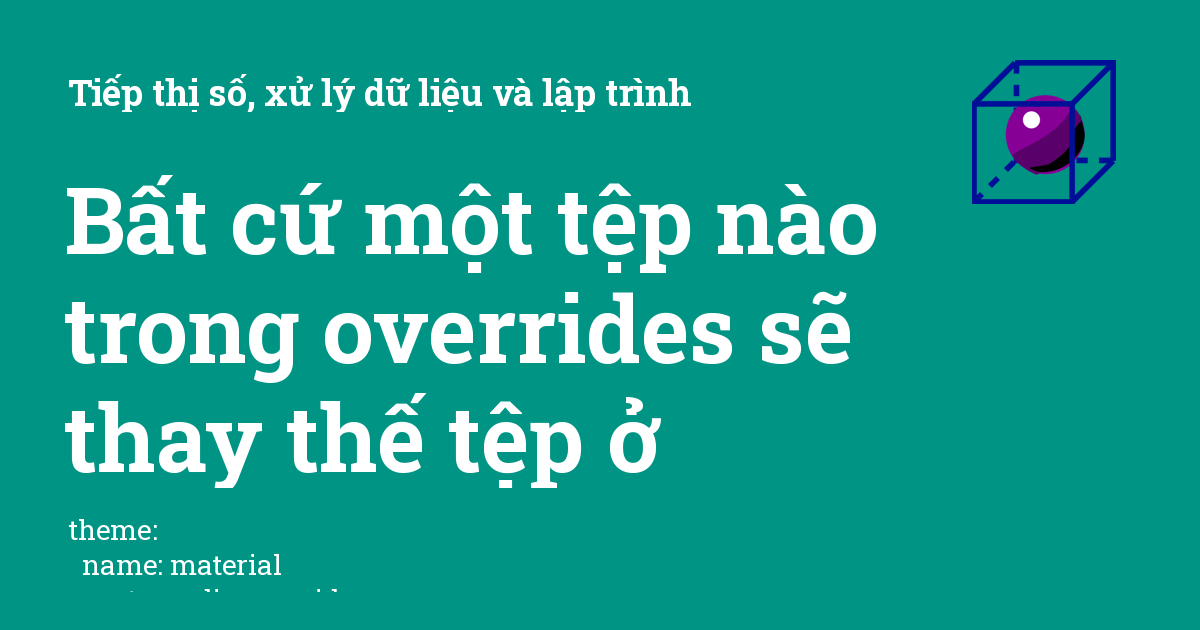 Tiếp thị số, xử lý dữ liệu và lập trình
Bất cứ một tệp nào
trong overrides sẽ
thay thế tệp ở
theme:
name: material